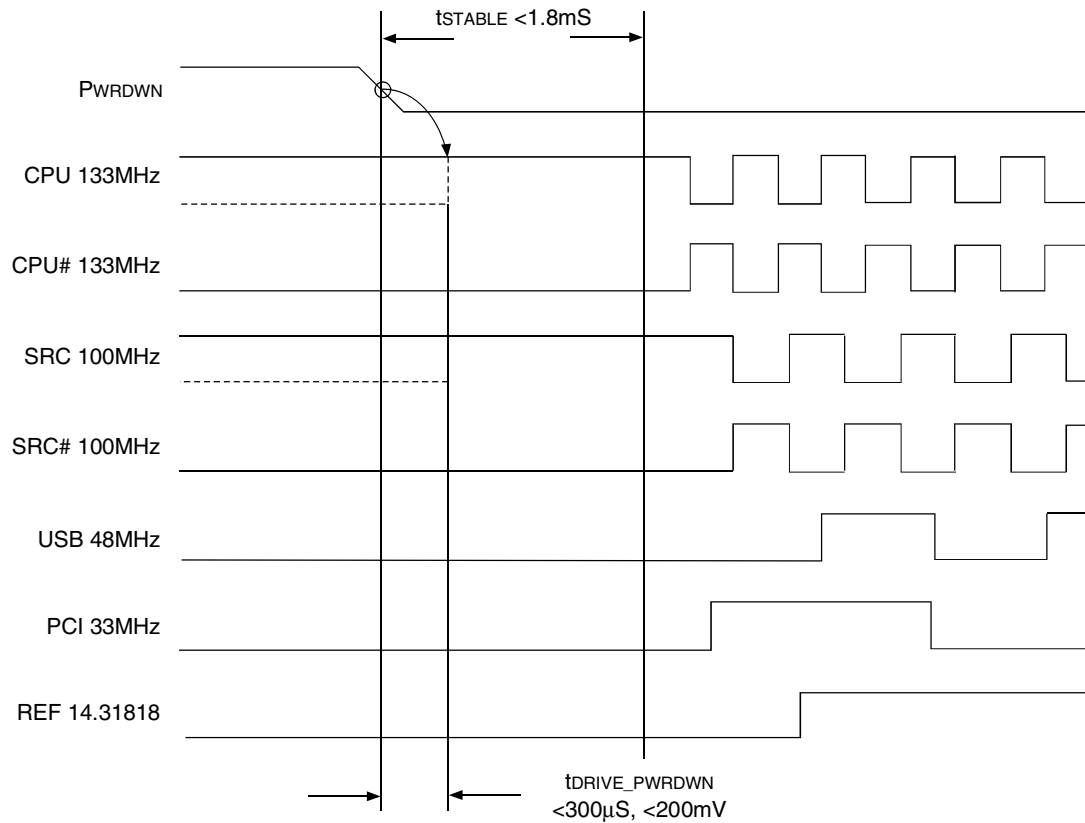 tSTABLE <1.8mS
PWRDWN
CPU 133MHz
CPU# 133MHz
SRC 100MHz
SRC# 100MHz
USB 48MHz
PCI 33MHz
REF 14.31818
tDRIVE_PWRDWN
<300μS, <200mV